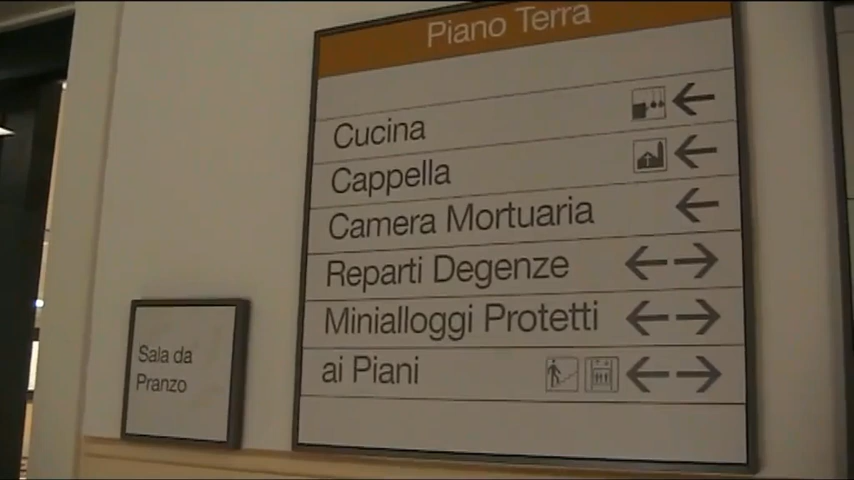 Piano Terra
Cucina
Cappella
Camera Mortuaria
Reparti Degenze
Minialloggi Protetti
ai Piani
Sala da
Pranzo